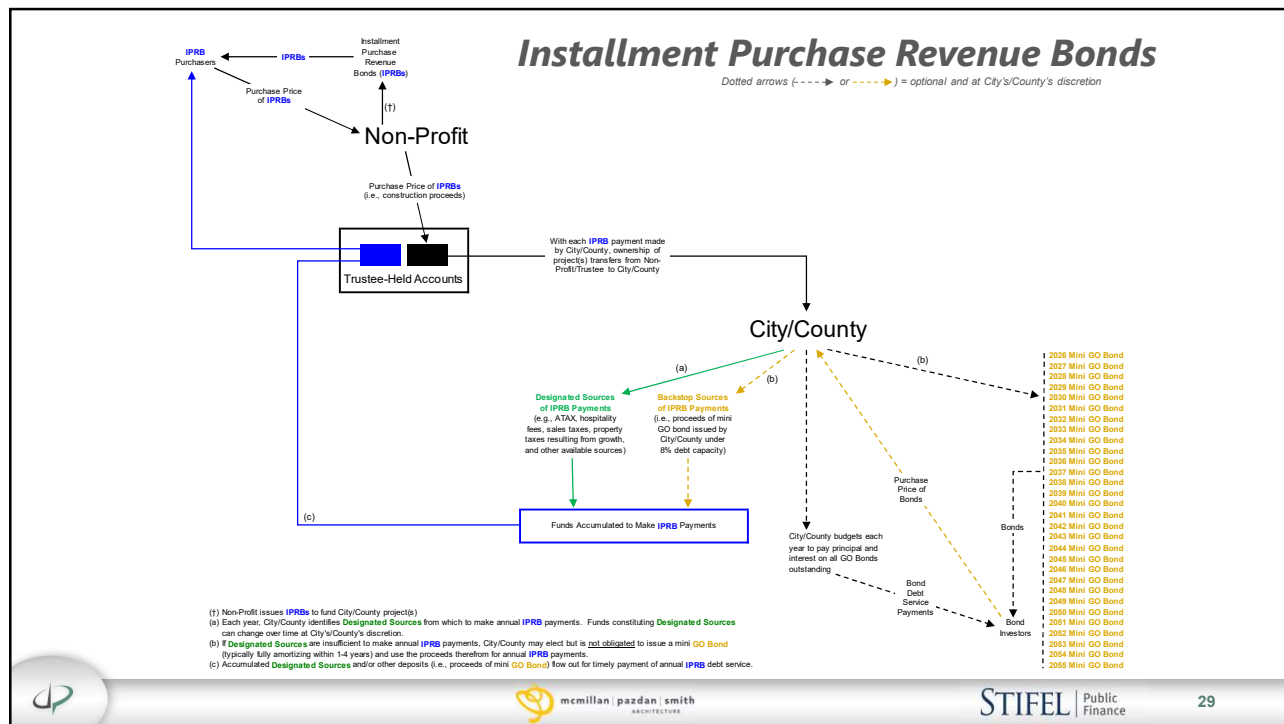 Installment Purchase Revenue Bonds
Dotted arrows ( or ) = optional and at City's/County's discretion
IPRB
Purchasers
IPRBs
Installment
Purchase
Revenue
Bonds (IPRBs)
Purchase Price
of IPRBs
(†)
Non-Profit
Purchase Price of IPRBs
(i.e., construction proceeds)
Trustee-Held Accounts
With each IPRB payment made
by City/County, ownership of
project(s) transfers from Non-
Profit/Trustee to City/County
City/County
(a)
(b)
(b)
Designated Sources
of IPRB Payments
(e.g., ATAX, hospitality
fees, sales taxes, property
taxes resulting from growth,
and other available sources)
Backstop Sources
of IPRB Payments
(i.e., proceeds of mini
GO bond issued by
City/County under
8% debt capacity)
(c)
Funds Accumulated to Make IPRB Payments
City/County budgets each
year to pay principal and
interest on all GO Bonds
outstanding
Purchase
Price of
Bonds
Bonds
Bond
Debt
Service
Payments
Bond
Investors
2026 Mini GO Bond
2027 Mini GO Bond
2028 Mini GO Bond
2029 Mini GO Bond
2030 Mini GO Bond
2031 Mini GO Bond
2032 Mini GO Bond
2033 Mini GO Bond
2034 Mini GO Bond
2035 Mini GO Bond
2036 Mini GO Bond
2037 Mini GO Bond
2038 Mini GO Bond
2039 Mini GO Bond
2040 Mini GO Bond
2041 Mini GO Bond
2042 Mini GO Bond
2043 Mini GO Bond
2044 Mini GO Bond
2045 Mini GO Bond
2046 Mini GO Bond
2047 Mini GO Bond
2048 Mini GO Bond
2049 Mini GO Bond
2050 Mini GO Bond
2051 Mini GO Bond
2052 Mini GO Bond
2053 Mini GO Bond
2054 Mini GO Bond
2055 Mini GO Bond
(†) Non-Profit issues IPRBs to fund City/County project(s)
(a) Each year, City/County identifies Designated Sources from which to make annual IPRB payments. Funds constituting Designated Sources
can change over time at City's/County's discretion.
(b) If Designated Sources are insufficient to make annual IPRB payments, City/County may elect but is not obligated to issue a mini GO Bond
(typically fully amortizing within 1-4 years) and use the proceeds therefrom for annual IPRB payments.
(c) Accumulated Designated Sources and/or other deposits (i.e., proceeds of mini GO Bond) flow out for timely payment of annual IPRB debt service.
mcmillan | pazdan | smith
ARCHITECTURE
STIFEL | Public
Finance
29